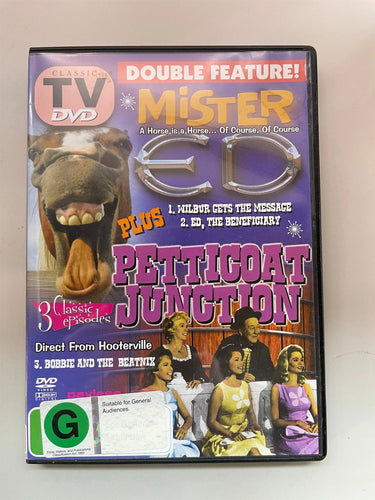 CLASSIC
TV
DVD
DOUBLE FEATURE!
MISTER
A Horse is a Horse... Of Course, Of Course
ED
1. WILBUR GETS THE MESSAGE
2. ED, THE BENEFICIARY
PLUS
PETTICOAT
JUNCTION
3 Classic
episodes
Direct From Hooterville
3. BOBBIE AND THE BEATNIX
DVD
VIDEO
G
Suitable for General
Audiences.